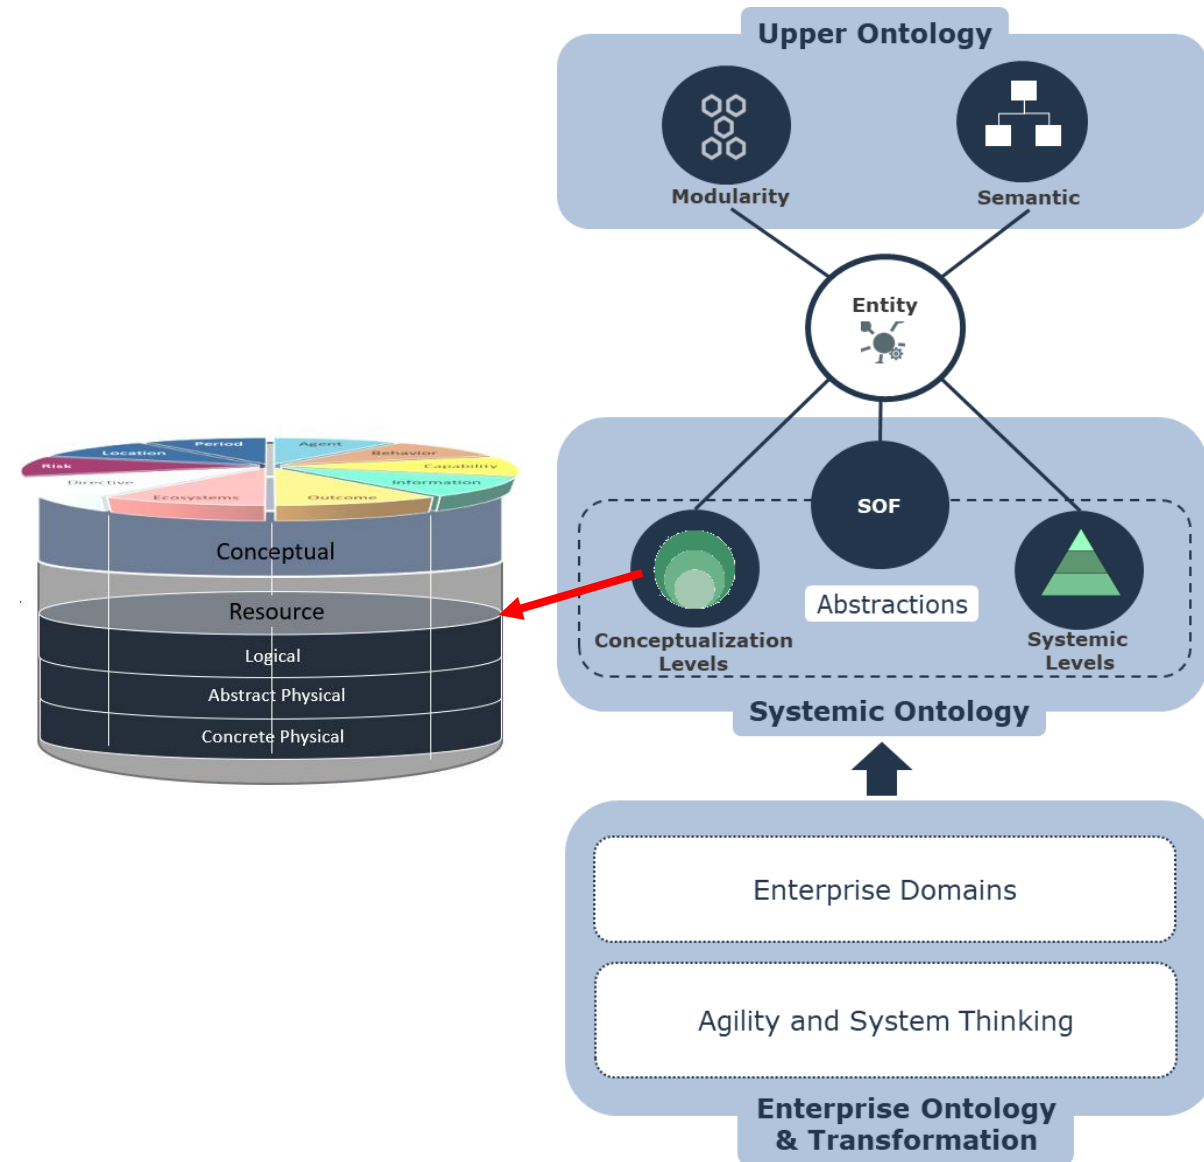 Upper Ontology
Modularity
Semantic
Entity
Period
Agent
Location
Behavior
Risk
Capability
Directive
Information
Ecosystems
Outcome
Conceptual
Resource
Logical
Abstract Physical
Concrete Physical
SOF
Abstractions
Conceptualization
Levels
Systemic
Levels
Systemic Ontology
Enterprise Domains
Agility and System Thinking
Enterprise Ontology
& Transformation